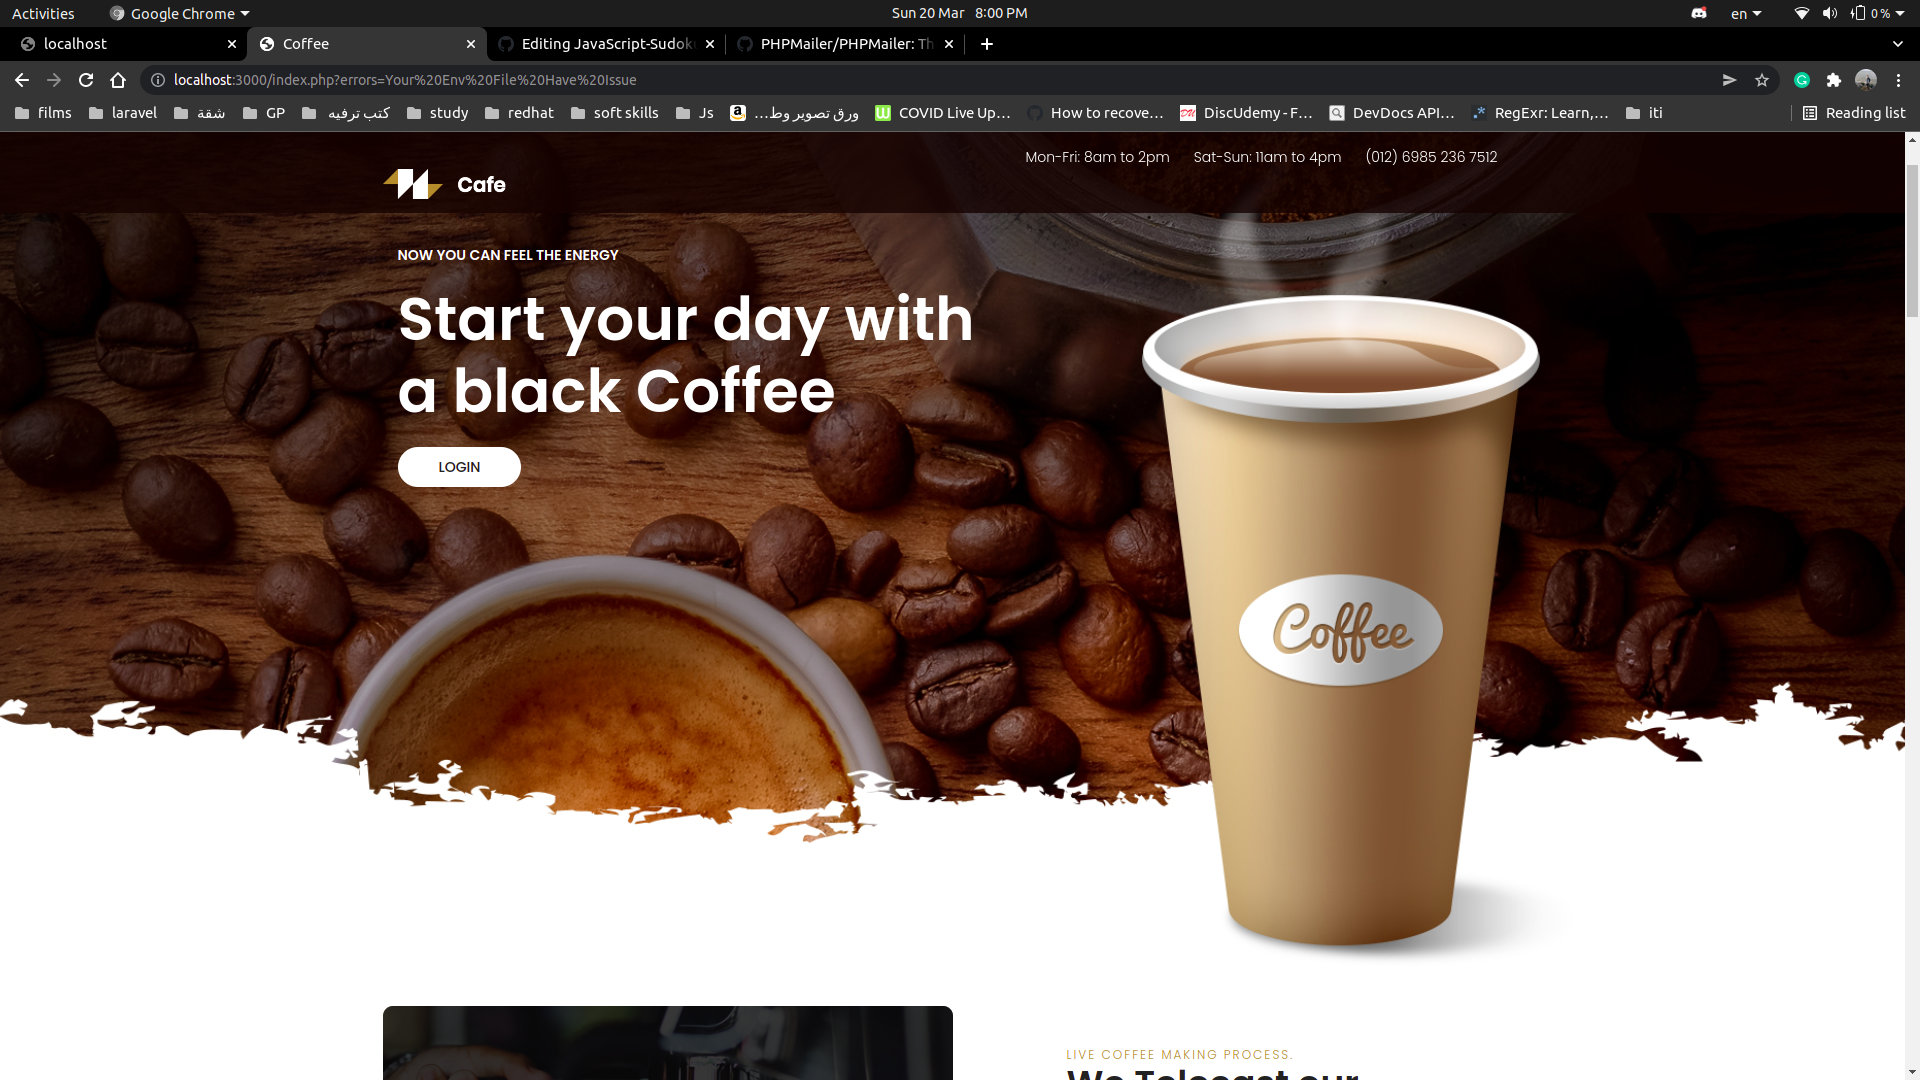 Activities
Google Chrome
Sun 20 Mar 8:00 PM
en
0 %
localhost
Coffee
Editing JavaScript-Sudok
PHPMailer/PHPMailer: Th
localhost:3000/index.php?errors=Your%20Env%20File%20Have%20Issue
films
laravel
شقة
GP
كتب ترفيه
study
redhat
soft skills
Js
ورق تصوير وط...
COVID Live Up...
How to recove...
DiscUdemy - F...
DevDocs API...
RegExr: Learn,...
iti
Reading list
Mon-Fri: 8am to 2pm
Sat-Sun: 11am to 4pm
(012) 6985 236 7512
Cafe
NOW YOU CAN FEEL THE ENERGY
Start your day with
a black Coffee
LOGIN
Coffee
LIVE COFFEE MAKING PROCESS.
We Telecast our